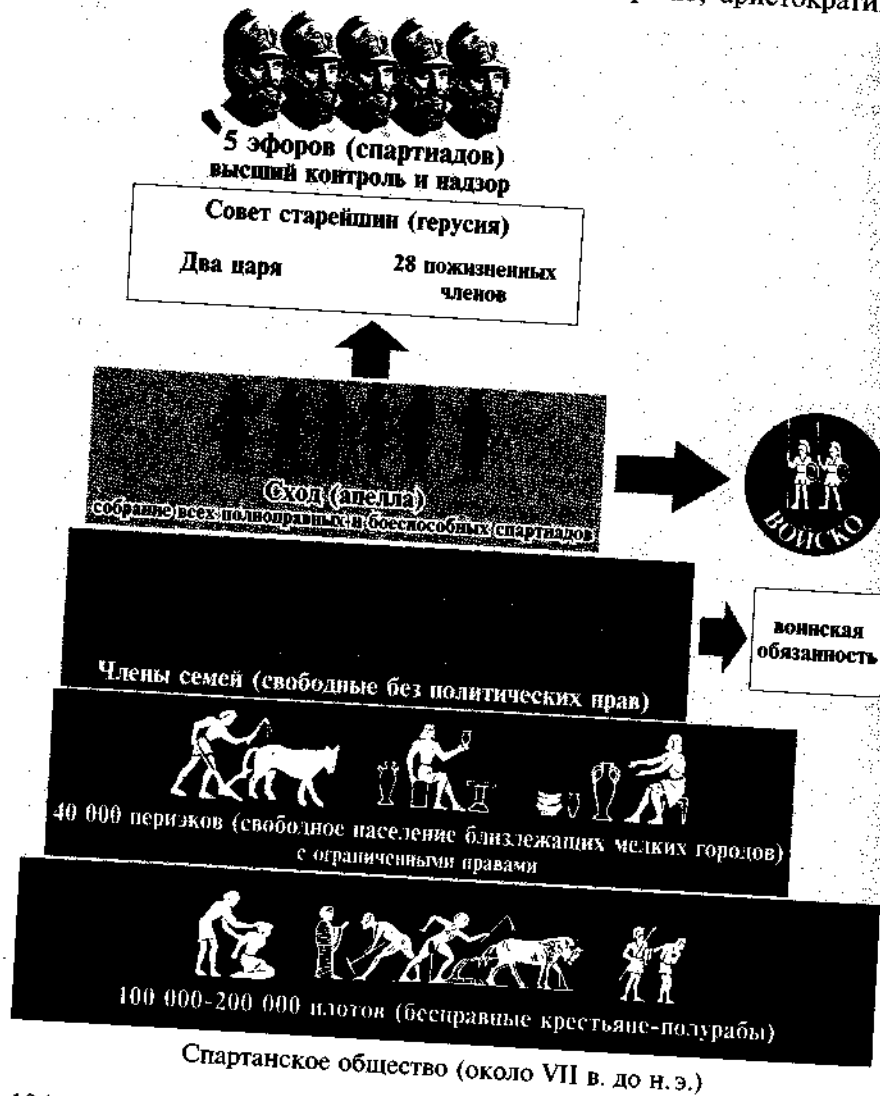 аристократи
5 эфоров (спартиадов)
высший контроль и надзор
Совет старейшин (герусия)
Два царя
28 пожизненных
членов
Сход (апелла)
собрание всех полноправных и боеспособных спартиадов
ВОЙСКО
воинская
обязанность
Члены семей (свободные без политических прав)
40 000 периэков (свободное население близлежащих мелких городов)
с ограниченными правами
100 000-200 000 илотов (бесправные крестьяне-полурабы)
Спартанское общество (около VII в. до н.э.)